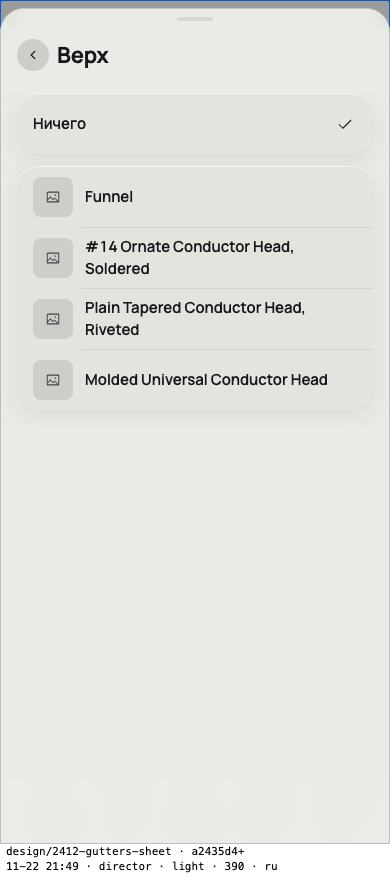 Верх
Ничего
Funnel
#14 Ornate Conductor Head,
Soldered
Plain Tapered Conductor Head,
Riveted
Molded Universal Conductor Head
design/2412-gutters-sheet · a2435d4+
11-22 21:49 · director · light · 390 · ru